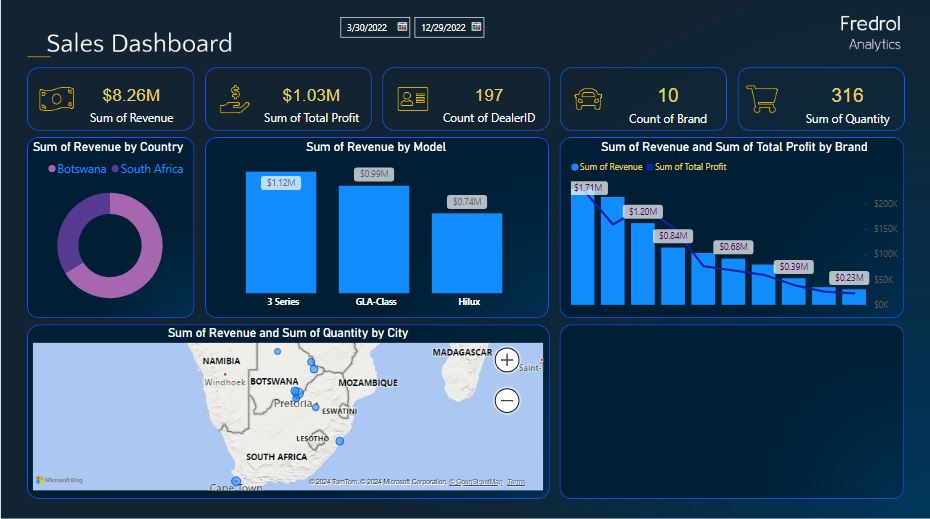 Sales Dashboard
3/30/2022 12/29/2022
Fredrol
Analytics
$8.26M
Sum of Revenue
$1.03M
Sum of Total Profit
197
Count of DealerID
10
Count of Brand
316
Sum of Quantity
Sum of Revenue by Country
Botswana South Africa
Sum of Revenue by Model
$1.12M
$0.99M
$0.74M
3 Series GLA-Class Hilux
Sum of Revenue and Sum of Total Profit by Brand
Sum of Revenue Sum of Total Profit
$1.71M
$1.20M
$0.84M
$0.68M
$0.39M
$0.23M
$200K
$150K
$100K
$50K
$0K
Sum of Revenue and Sum of Quantity by City
NAMIBIA
Windhoek
BOTSWANA
MADAGASCAR
Saint-
MOZAMBIQUE
Pretoria
ESWATINI
LESOTHO
SOUTH AFRICA
Cape Town
Microsoft Bing
© 2024 TomTom, © 2024 Microsoft Corporation, © OpenStreetMap Terms